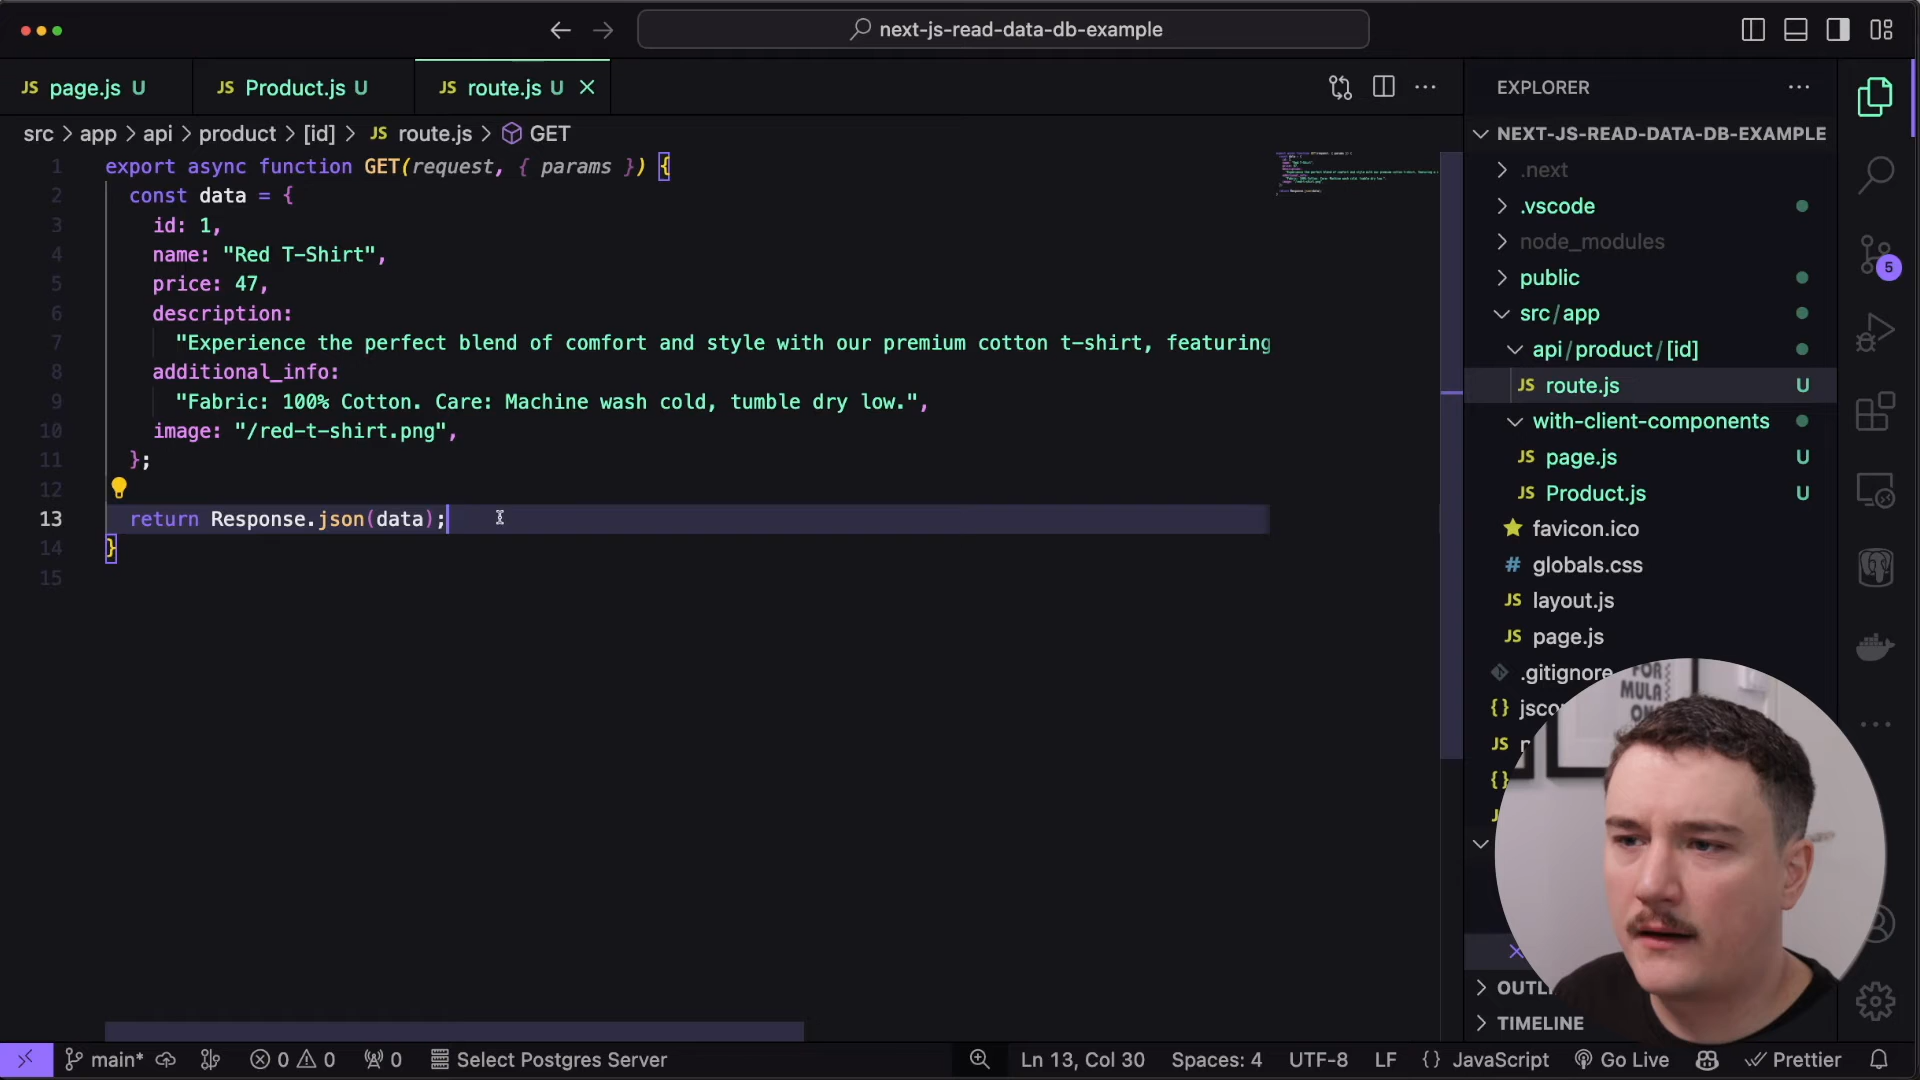 next-js-read-data-db-example
JS page.js U
JS Product.js U
JS route.js U
src > app > api > product > [id] > JS route.js > GET
1 export async function GET(request, { params }) {
2 const data = {
3 id: 1,
4 name: "Red T-Shirt",
5 price: 47,
6 description:
7 "Experience the perfect blend of comfort and style with our premium cotton t-shirt, featuring
8 additional_info:
9 "Fabric: 100% Cotton. Care: Machine wash cold, tumble dry low.",
10 image: "/red-t-shirt.png",
11 };
12
13 return Response.json(data);
14 }
15
EXPLORER
NEXT-JS-READ-DATA-DB-EXAMPLE
.next
.vscode
node_modules
public
src/app
api/product/[id]
JS route.js U
with-client-components
JS page.js U
JS Product.js U
favicon.ico
# globals.css
JS layout.js
JS page.js
.gitignore
{}
JS
{}
FOR
MULA
ON
5
OUTL
TIMELINE
main* 0 0 0 Select Postgres Server Ln 13, Col 30 Spaces: 4 UTF-8 LF {} JavaScript Go Live Prettier